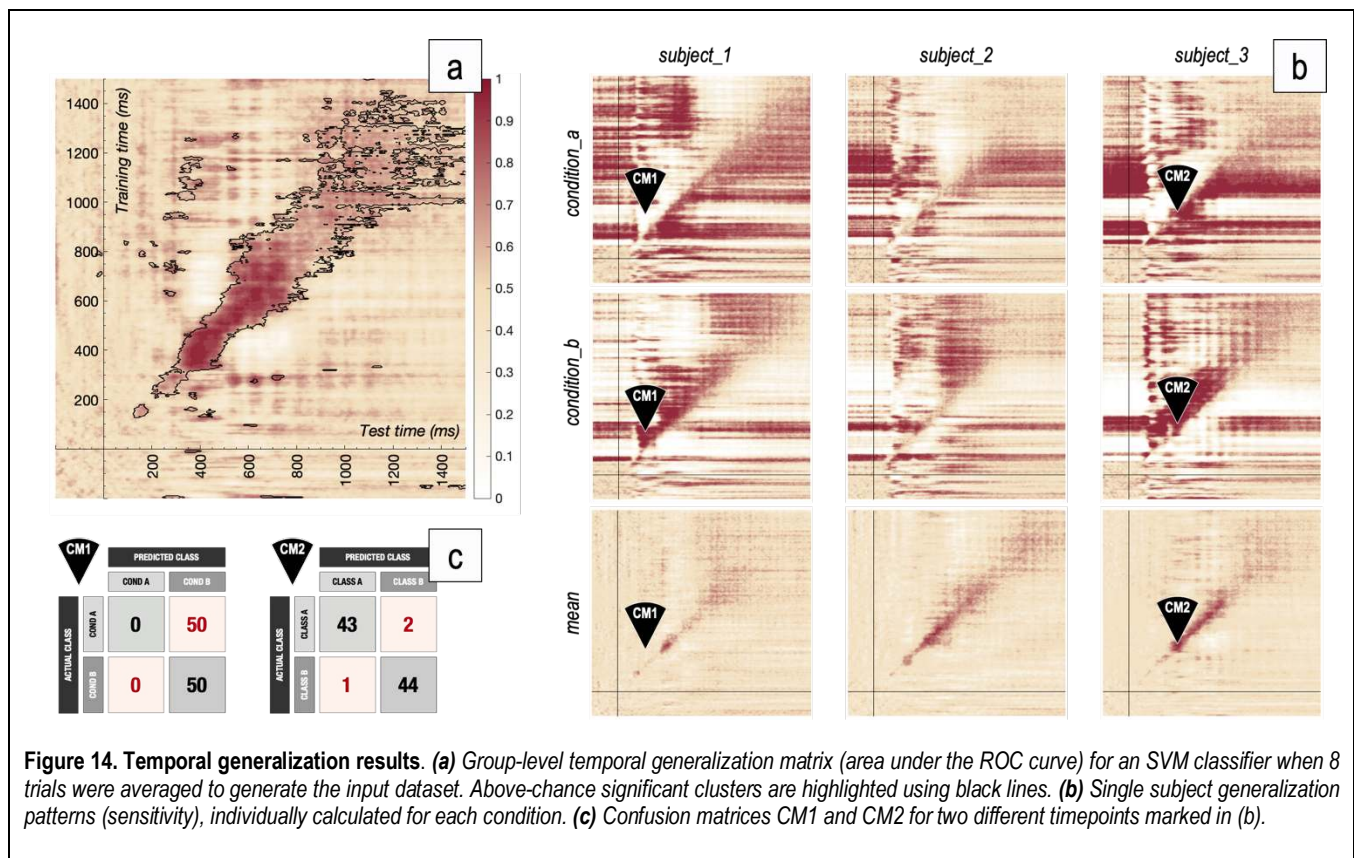 a
Training time (ms)
1400
1200
1000
800
600
400
200
Test time (ms)
200
400
600
800
1000
1200
1400
1
0.9
0.8
0.7
0.6
0.5
0.4
0.3
0.2
0.1
0
subject_1 subject_2 subject_3
b
condition_a
CM1
CM2
condition_b
CM1
CM2
mean
CM1
CM2
c
CM1
PREDICTED CLASS
COND A COND B
ACTUAL CLASS
COND A
0 50
COND B
0 50
CM2
PREDICTED CLASS
CLASS A CLASS B
ACTUAL CLASS
CLASS A
43 2
CLASS B
1 44
Figure 14. Temporal generalization results. (a) Group-level temporal generalization matrix (area under the ROC curve) for an SVM classifier when 8
trials were averaged to generate the input dataset. Above-chance significant clusters are highlighted using black lines. (b) Single subject generalization
patterns (sensitivity), individually calculated for each condition. (c) Confusion matrices CM1 and CM2 for two different timepoints marked in (b).